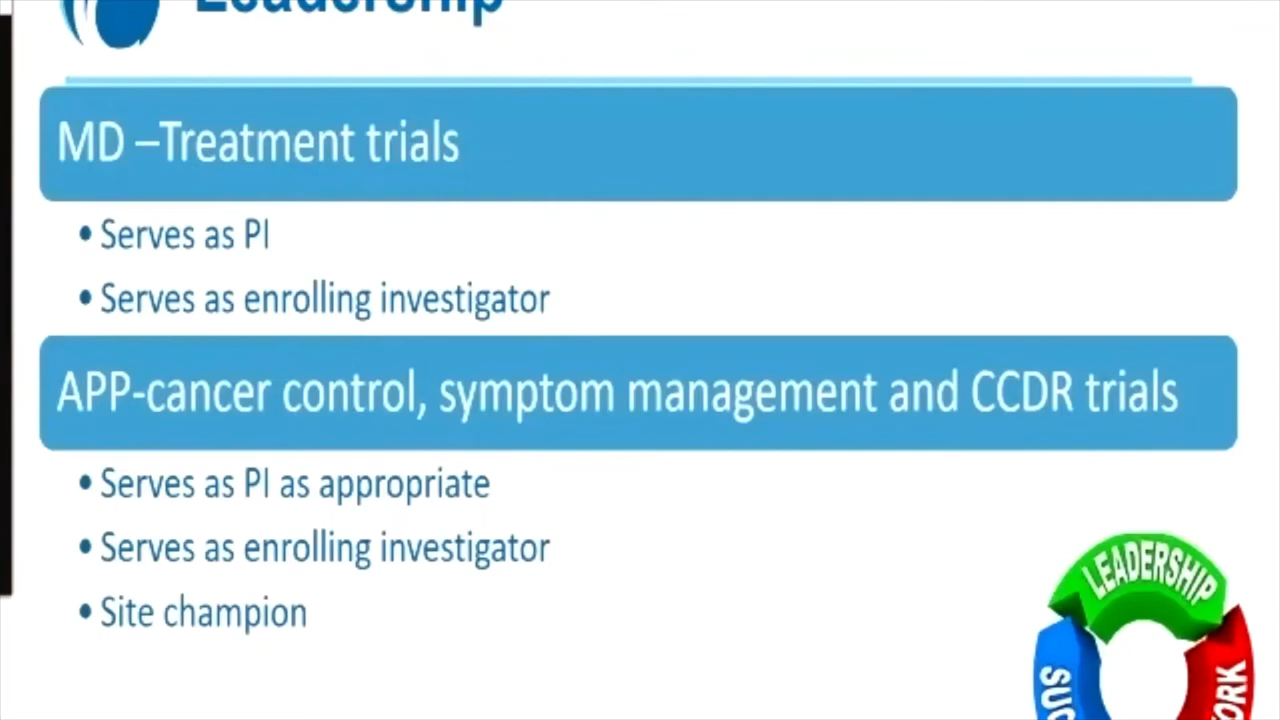 Leadership
MD –Treatment trials
• Serves as PI
• Serves as enrolling investigator
APP-cancer control, symptom management and CCDR trials
• Serves as PI as appropriate
• Serves as enrolling investigator
• Site champion
LEADERSHIP